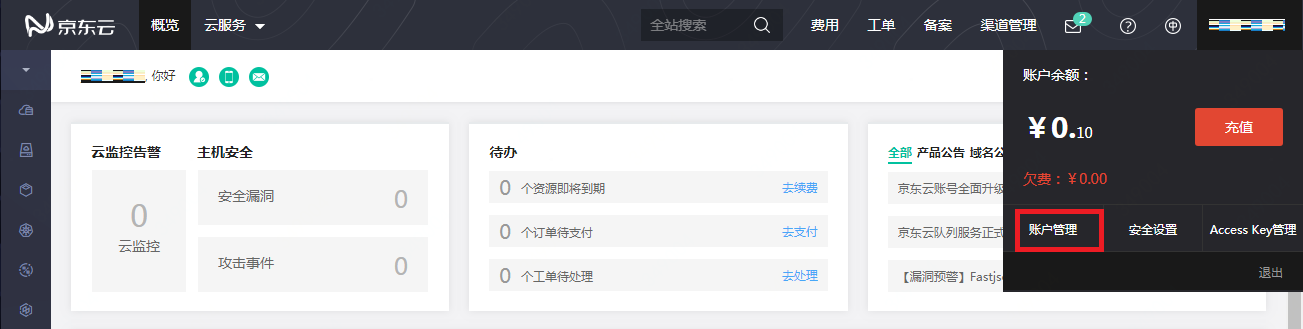 京东云 概览 云服务 全站搜索 费用 工单 备案 渠道管理 2 中
你好
账户余额：
¥0.10 充值
欠费：¥0.00
账户管理 安全设置 Access Key管理
退出
云监控告警 主机安全
0
云监控
安全漏洞 0
攻击事件 0
待办
0 个资源即将到期 去续费
0 个订单待支付 去支付
0 个工单待处理 去处理
全部 产品公告 域名公
京东云账号全面升级
京东云队列服务正式
【漏洞预警】Fastjs